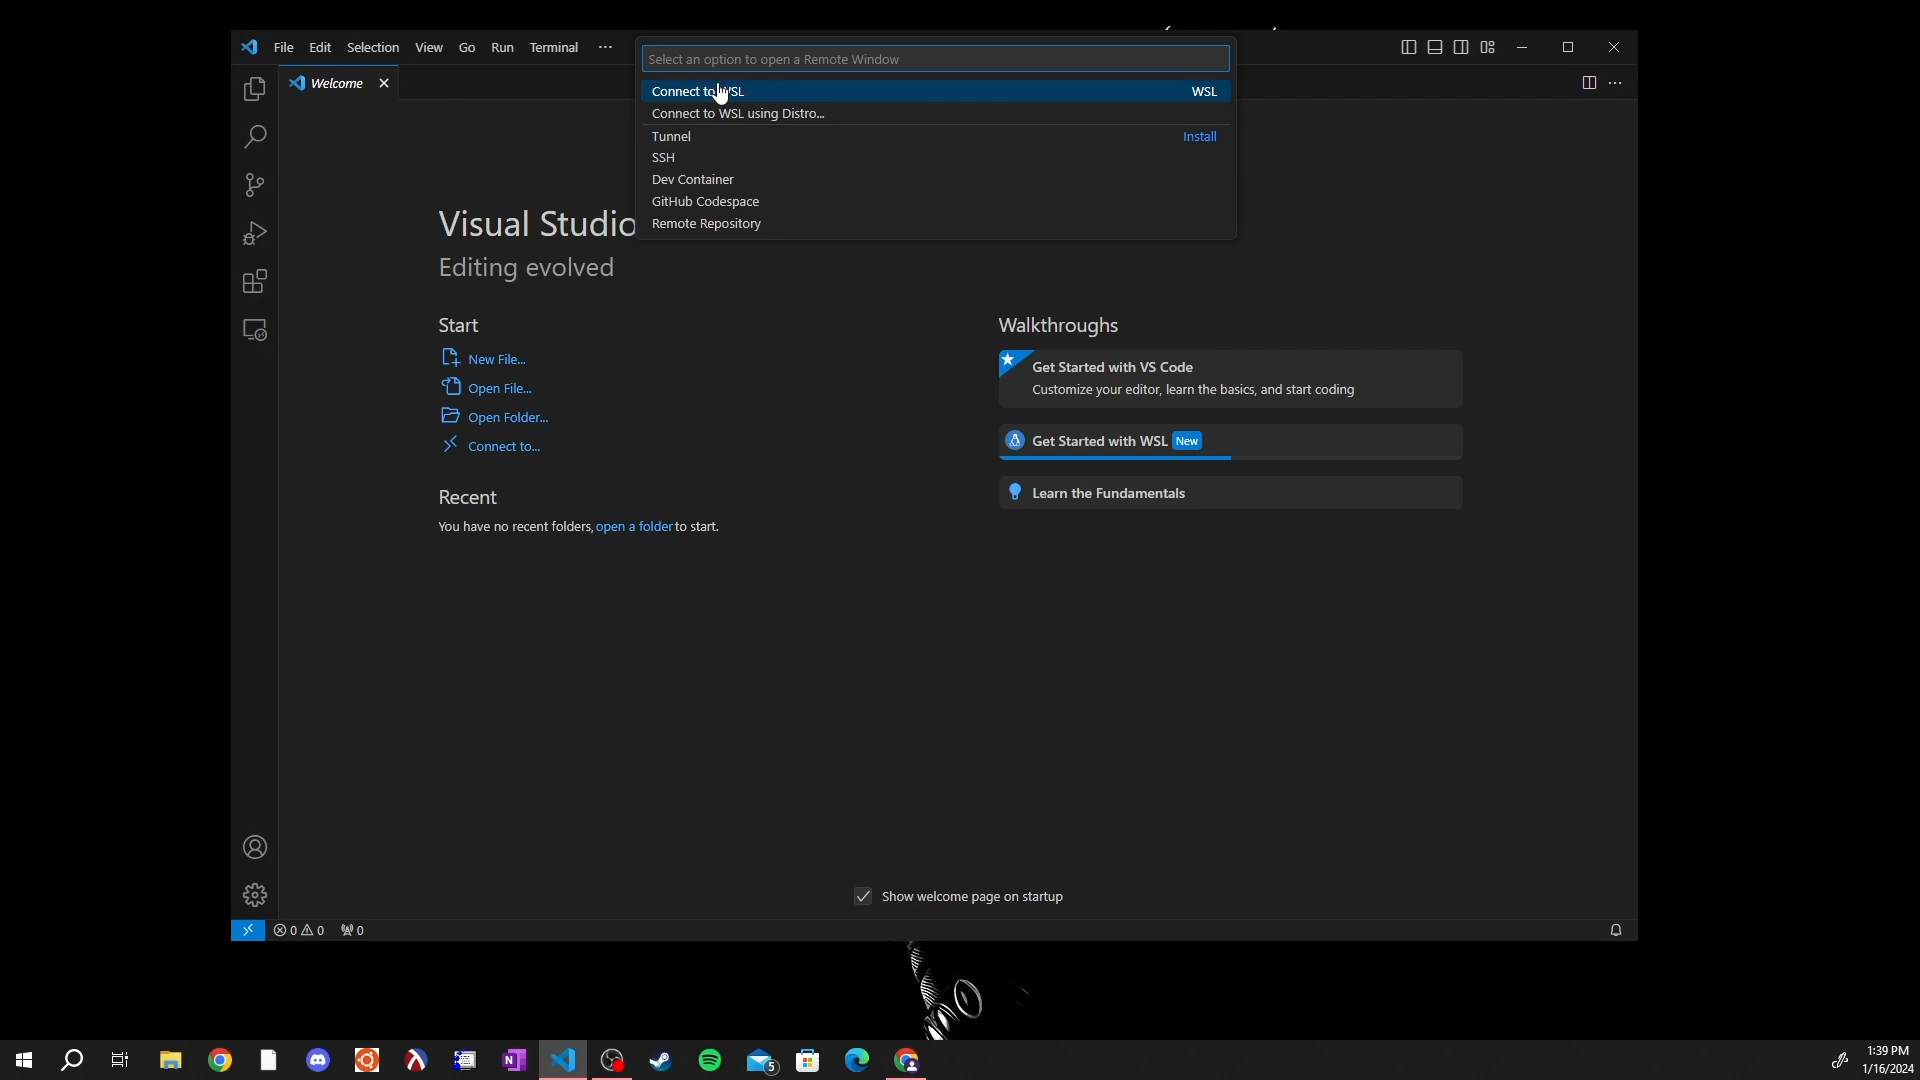 File Edit Selection View Go Run Terminal ···
Select an option to open a Remote Window
Welcome
Connect to WSL WSL
Connect to WSL using Distro...
Tunnel Install
SSH
Dev Container
GitHub Codespace
Remote Repository
Visual Studio
Editing evolved
Start
New File...
Open File...
Open Folder...
Connect to...
Recent
You have no recent folders, open a folder to start.
Walkthroughs
Get Started with VS Code
Customize your editor, learn the basics, and start coding
Get Started with WSL New
Learn the Fundamentals
Show welcome page on startup
0 0 0
5
1:39 PM
1/16/2024